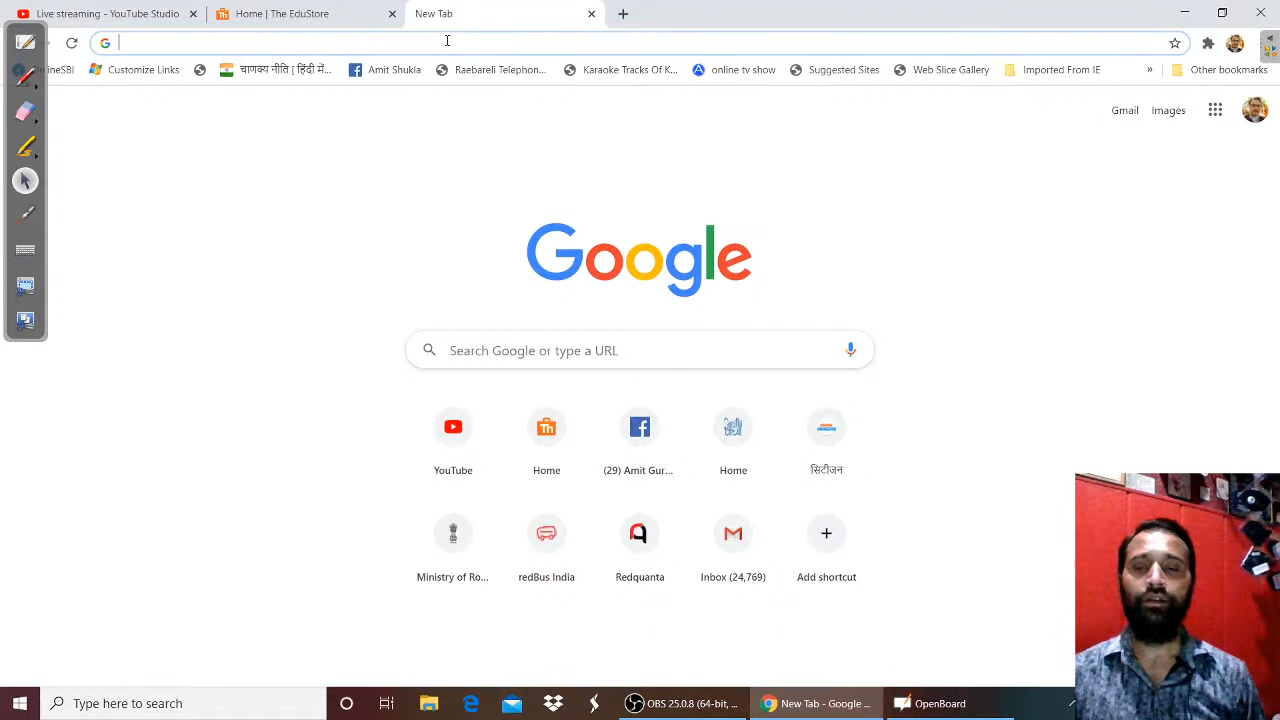 Live streaming - YouTube Studio
Home | The EduStore
New Tab
Customize Links
चाणक्य नीति [ हिंदी में...
Amit Shukla
Raebareli Telephon...
Karaoke Tracks Of K...
online tv show
Suggested Sites
Web Slice Gallery
Imported From IE
»
Other bookmarks
Gmail
Images
Google
Search Google or type a URL
YouTube
Home
(29) Amit Gur...
Home
सिटीजन
Ministry of Ro...
redBus India
Redquanta
Inbox (24,769)
Add shortcut
Type here to search
OBS 25.0.8 (64-bit, ...
New Tab - Google ...
OpenBoard